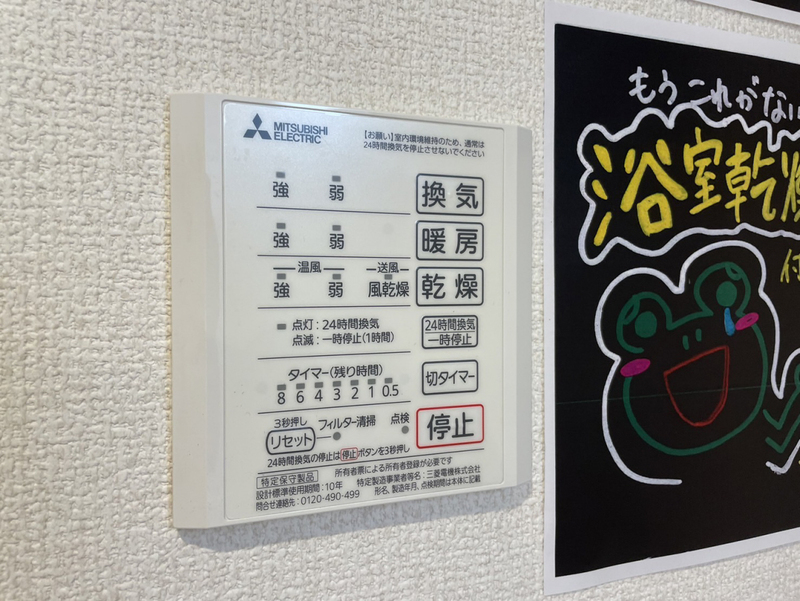 MITSUBISHI
ELECTRIC
【お願い】室内環境維持のため、通常は
24時間換気を停止させないでください
強 弱 換気
強 弱 暖房
温風 送風
強 弱 風乾燥 乾燥
点灯：24時間換気
点滅：一時停止(1時間)
24時間換気
一時停止
タイマー(残り時間)
8 6 4 3 2 1 0.5
切タイマー
3秒押し
リセット フィルター清掃 点検
停止
24時間換気の停止は停止ボタンを3秒押し
特定保守製品 所有者票による所有者登録が必要です
設計標準使用期間：10年 特定製造事業者等名：三菱電機株式会社
問合せ連絡先：0120-490-499 形名、製造年月、点検期間は本体に記載
もうこれがない
浴室乾燥
付